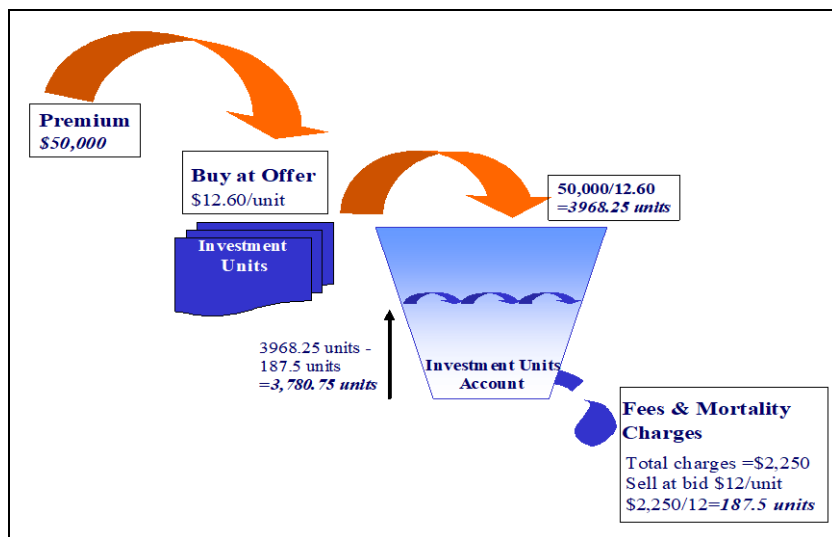 Premium
$50,000
Buy at Offer
$12.60/unit
50,000/12.60
=3968.25 units
Investment
Units
3968.25 units -
187.5 units
=3,780.75 units
Investment Units
Account
Fees & Mortality
Charges
Total charges =$2,250
Sell at bid $12/unit
$2,250/12=187.5 units